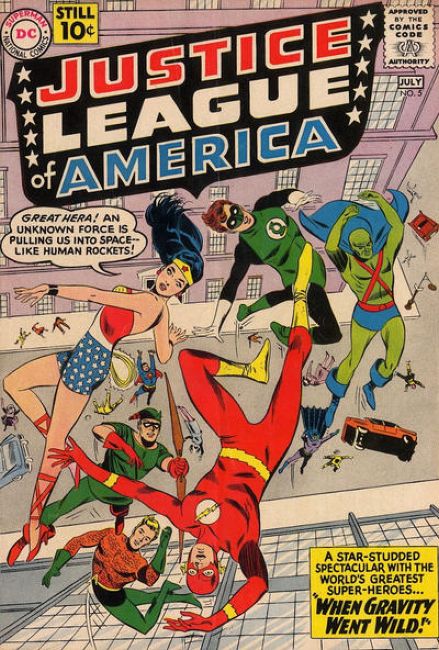 SUPERMAN
DC
NATIONAL COMICS
STILL
10¢
APPROVED
BY THE
COMICS
CODE
CA
AUTHORITY
JUSTICE
LEAGUE
of AMERICA
JULY
NO. 5
GREAT HERA! AN
UNKNOWN FORCE IS
PULLING US INTO SPACE--
LIKE HUMAN ROCKETS!
A STAR-STUDDED
SPECTACULAR WITH THE
WORLD'S GREATEST
SUPER-HEROES...
"WHEN GRAVITY
WENT WILD!"